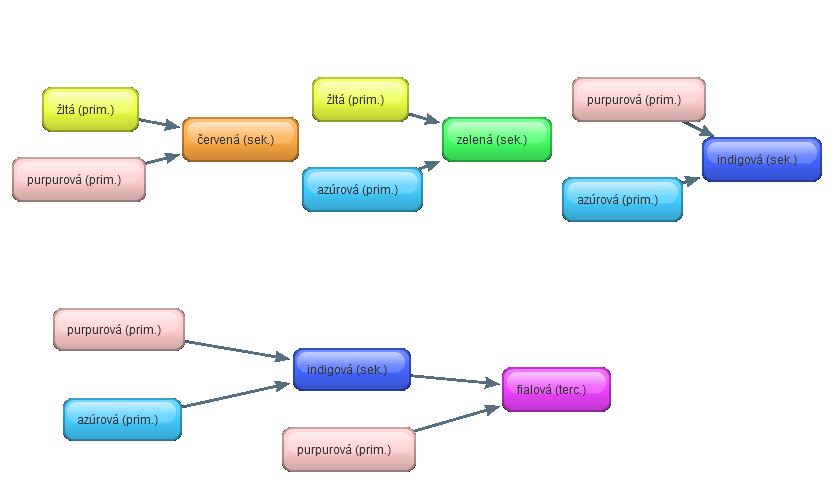 žltá (prim.)
purpurová (prim.)
červená (sek.)
žltá (prim.)
azúrová (prim.)
zelená (sek.)
purpurová (prim.)
azúrová (prim.)
indigová (sek.)
purpurová (prim.)
azúrová (prim.)
indigová (sek.)
purpurová (prim.)
fialová (terc.)